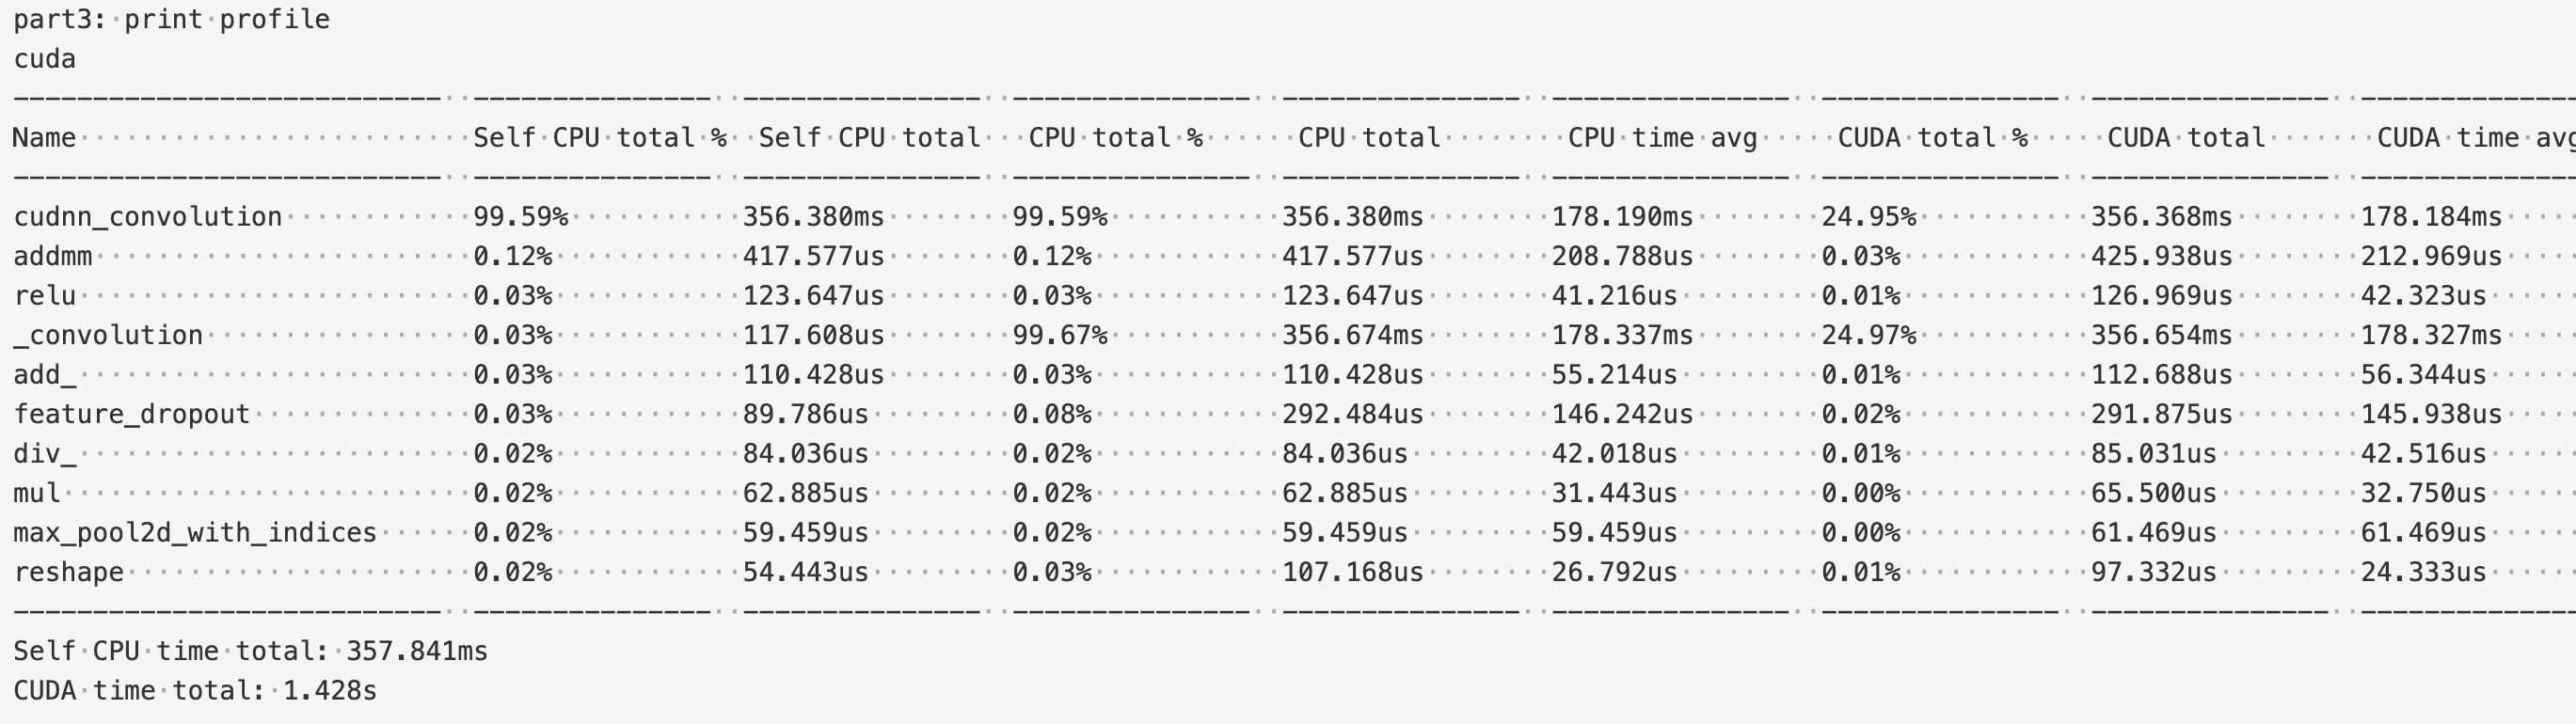 part3: print profile
cuda
---------------------------  ---------------  ---------------  ---------------  ---------------  ---------------  ---------------  ---------------  --------------
Name                         Self CPU total %  Self CPU total   CPU total %      CPU total        CPU time avg     CUDA total %     CUDA total       CUDA time avg
---------------------------  ---------------  ---------------  ---------------  ---------------  ---------------  ---------------  ---------------  --------------
cudnn_convolution            99.59%           356.380ms        99.59%           356.380ms        178.190ms        24.95%           356.368ms        178.184ms
addmm                        0.12%            417.577us        0.12%            417.577us        208.788us        0.03%            425.938us        212.969us
relu                         0.03%            123.647us        0.03%            123.647us        41.216us         0.01%            126.969us        42.323us
_convolution                 0.03%            117.608us        99.67%           356.674ms        178.337ms        24.97%           356.654ms        178.327ms
add_                         0.03%            110.428us        0.03%            110.428us        55.214us         0.01%            112.688us        56.344us
feature_dropout              0.03%            89.786us         0.08%            292.484us        146.242us        0.02%            291.875us        145.938us
div_                         0.02%            84.036us         0.02%            84.036us         42.018us         0.01%            85.031us         42.516us
mul                          0.02%            62.885us         0.02%            62.885us         31.443us         0.00%            65.500us         32.750us
max_pool2d_with_indices      0.02%            59.459us         0.02%            59.459us         59.459us         0.00%            61.469us         61.469us
reshape                      0.02%            54.443us         0.03%            107.168us        26.792us         0.01%            97.332us         24.333us
---------------------------  ---------------  ---------------  ---------------  ---------------  ---------------  ---------------  ---------------  --------------
Self CPU time total: 357.841ms
CUDA time total: 1.428s